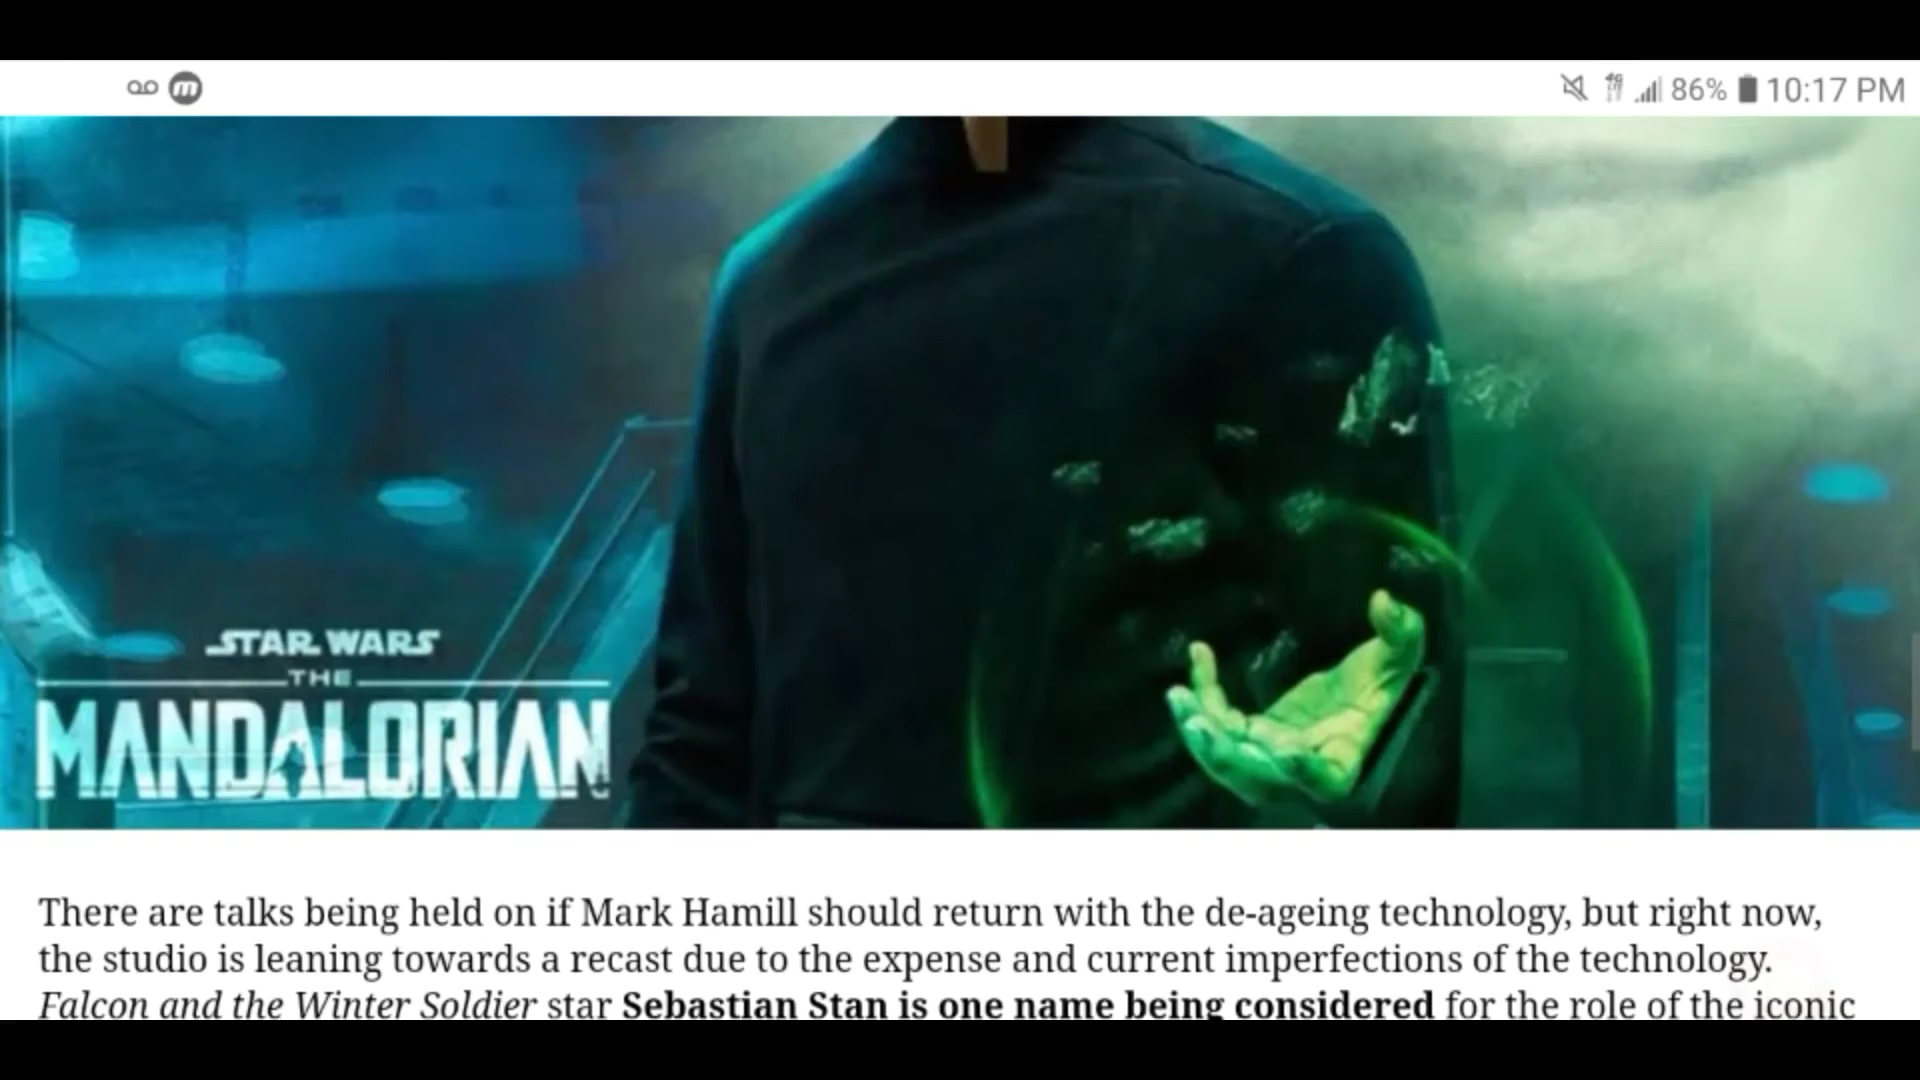 86% 10:17 PM
STAR WARS
THE
MANDALORIAN
There are talks being held on if Mark Hamill should return with the de-ageing technology, but right now,
the studio is leaning towards a recast due to the expense and current imperfections of the technology.
Falcon and the Winter Soldier star Sebastian Stan is one name being considered for the role of the iconic